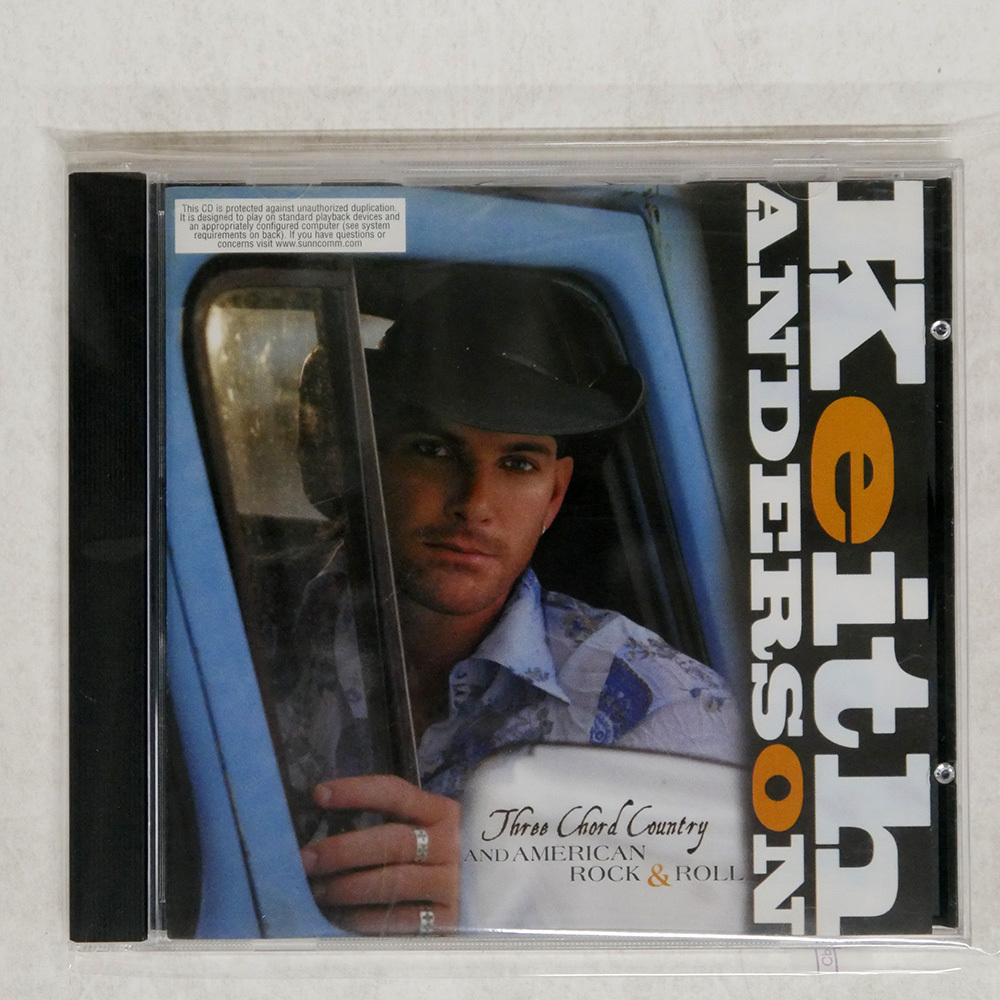 This CD is protected against unauthorized duplication.
It is designed to play on standard playback devices and
an appropriately configured computer (see system
requirements on back). If you have questions or
concerns visit www.sunncomm.com
Keith
ANDERSON
Three Chord Country
AND AMERICAN
ROCK & ROLL